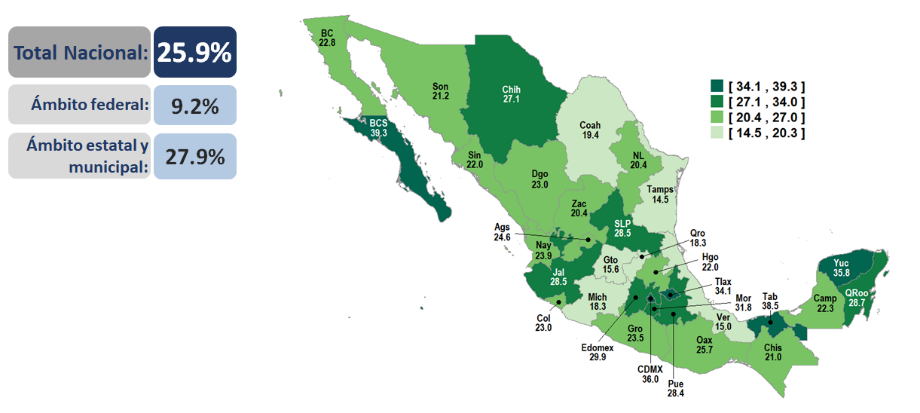 Total Nacional: 25.9%
Ámbito federal: 9.2%
Ámbito estatal y
municipal: 27.9%
[ 34.1 , 39.3 ]
[ 27.1 , 34.0 ]
[ 20.4 , 27.0 ]
[ 14.5 , 20.3 ]
BC
22.8
Son
21.2
Chih
27.1
BCS
39.3
Coah
19.4
Sin
22.0
Dgo
23.0
NL
20.4
Tamps
14.5
Zac
20.4
SLP
28.5
Ags
24.6
Nay
23.9
Jal
28.5
Gto
15.6
Qro
18.3
Hgo
22.0
Tlax
34.1
Mor
31.8
Tab
38.5
Yuc
35.8
QRoo
28.7
Camp
22.3
Col
23.0
Mich
18.3
Edomex
29.9
Gro
23.5
CDMX
36.0
Pue
28.4
Ver
15.0
Oax
25.7
Chis
21.0